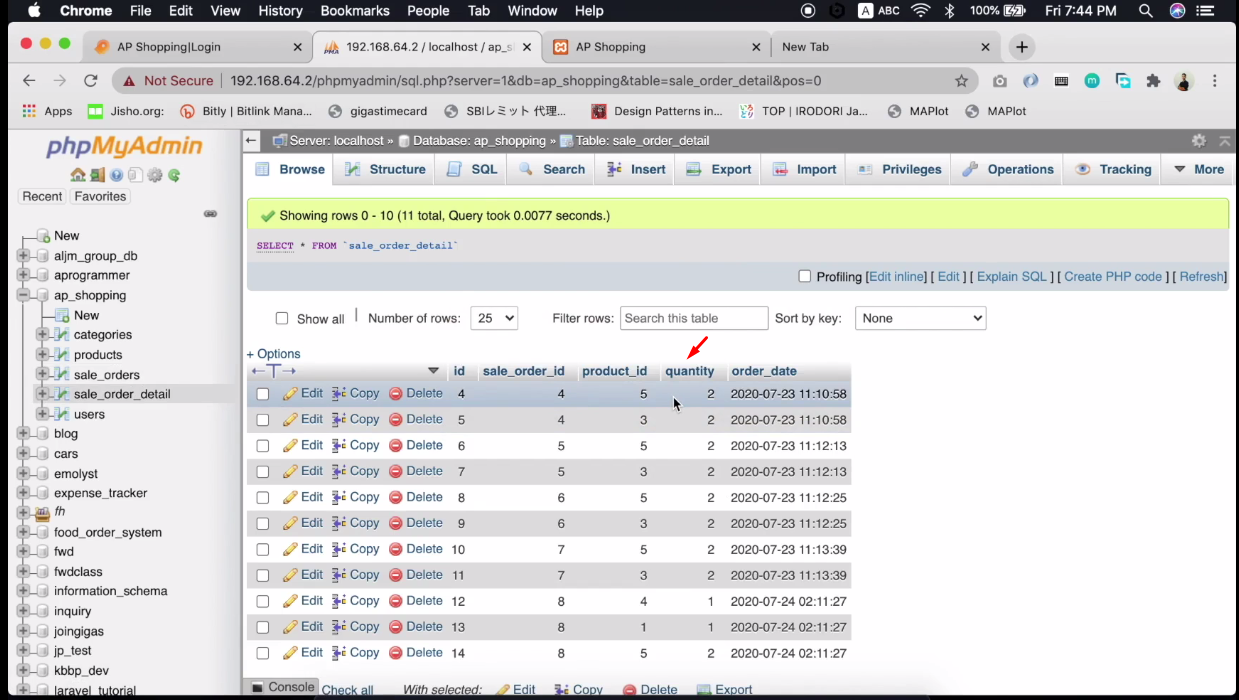 Chrome File Edit View History Bookmarks People Tab Window Help A ABC 100% Fri 7:44 PM
AP Shopping|Login 192.168.64.2 / localhost / ap_s AP Shopping New Tab
Not Secure 192.168.64.2/phpmyadmin/sql.php?server=1&db=ap_shopping&table=sale_order_detail&pos=0
Apps Jisho.org: Bitly | Bitlink Mana... gigastimecard SBIレミット 代理... Design Patterns in... TOP | IRODORI Ja... MAPlot MAPlot
phpMyAdmin
Recent Favorites
New
aljm_group_db
aprogrammer
ap_shopping
New
categories
products
sale_orders
sale_order_detail
users
blog
cars
emolyst
expense_tracker
fh
food_order_system
fwd
fwdclass
information_schema
inquiry
joingigas
jp_test
kbbp_dev
laravel_tutorial
Server: localhost » Database: ap_shopping » Table: sale_order_detail
Browse Structure SQL Search Insert Export Import Privileges Operations Tracking More
Showing rows 0 - 10 (11 total, Query took 0.0077 seconds.)
SELECT * FROM `sale_order_detail`
Profiling [Edit inline] [ Edit ] [ Explain SQL ] [ Create PHP code ] [ Refresh]
Show all Number of rows: 25 Filter rows: Search this table Sort by key: None
+ Options
←T→ id sale_order_id product_id quantity order_date
Edit Copy Delete 4 4 5 2 2020-07-23 11:10:58
Edit Copy Delete 5 4 3 2 2020-07-23 11:10:58
Edit Copy Delete 6 5 5 2 2020-07-23 11:12:13
Edit Copy Delete 7 5 3 2 2020-07-23 11:12:13
Edit Copy Delete 8 6 5 2 2020-07-23 11:12:25
Edit Copy Delete 9 6 3 2 2020-07-23 11:12:25
Edit Copy Delete 10 7 5 2 2020-07-23 11:13:39
Edit Copy Delete 11 7 3 2 2020-07-23 11:13:39
Edit Copy Delete 12 8 4 1 2020-07-24 02:11:27
Edit Copy Delete 13 8 1 1 2020-07-24 02:11:27
Edit Copy Delete 14 8 5 2 2020-07-24 02:11:27
Console Check all With selected: Edit Copy Delete Export